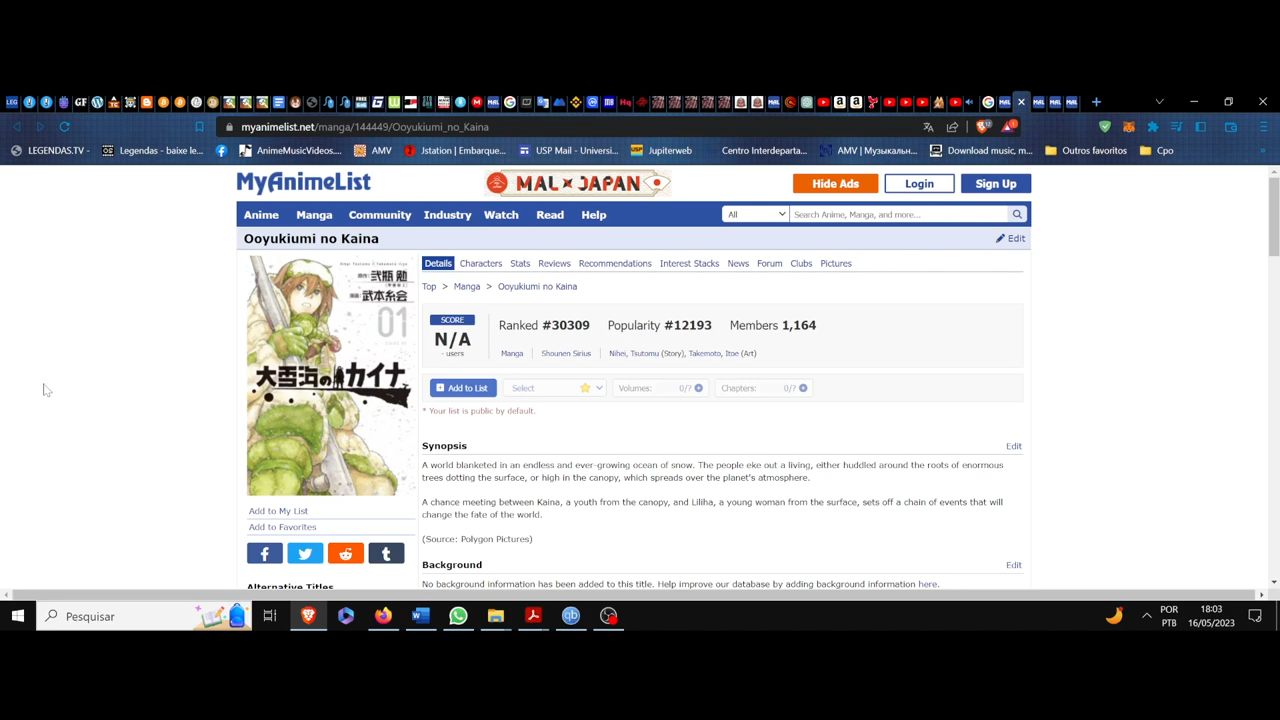 myanimelist.net/manga/144449/Ooyukiumi_no_Kaina
LEGENDAS.TV -
Legendas - baixe le...
AnimeMusicVideos....
AMV
Jstation | Embarque...
USP Mail - Universi...
Jupiterweb
Centro Interdeparta...
AMV | Музыкальн...
Download music, m...
Outros favoritos
Cpo
MyAnimeList
MAL × JAPAN
Hide Ads
Login
Sign Up
Anime Manga Community Industry Watch Read Help
All
Search Anime, Manga, and more...
Ooyukiumi no Kaina
Edit
弐瓶 勉
武本糸会
01
大雪海のカイナ
Details Characters Stats Reviews Recommendations Interest Stacks News Forum Clubs Pictures
Top > Manga > Ooyukiumi no Kaina
SCORE
N/A
- users
Ranked #30309 Popularity #12193 Members 1,164
Manga Shounen Sirius Nihei, Tsutomu (Story), Takemoto, Itoe (Art)
Add to List
Select
Volumes: 0/?
Chapters: 0/?
* Your list is public by default.
Synopsis
Edit
A world blanketed in an endless and ever-growing ocean of snow. The people eke out a living, either huddled around the roots of enormous
trees dotting the surface, or high in the canopy, which spreads over the planet's atmosphere.
A chance meeting between Kaina, a youth from the canopy, and Liliha, a young woman from the surface, sets off a chain of events that will
change the fate of the world.
(Source: Polygon Pictures)
Background
Edit
No background information has been added to this title. Help improve our database by adding background information here.
Add to My List
Add to Favorites
Alternative Titles
Pesquisar
POR
PTB
18:03
16/05/2023